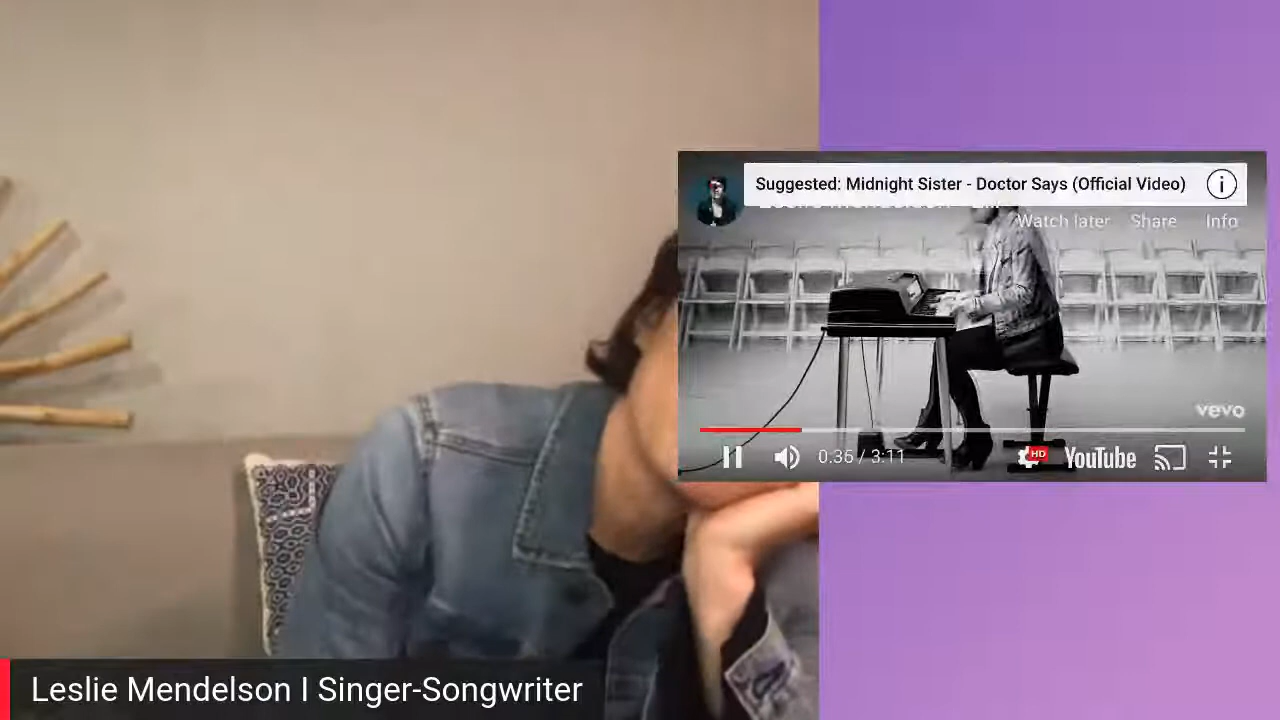 Suggested: Midnight Sister - Doctor Says (Official Video)
Watch later Share Info
vevo
0:35 / 3:11
HD
YouTube
Leslie Mendelson I Singer-Songwriter